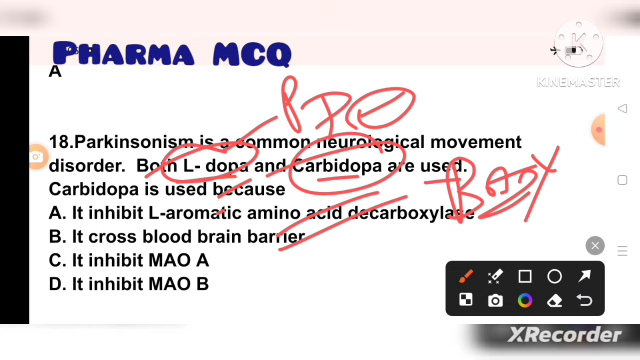 PHARMA MCQ
KINEMASTER
A
18.Parkinsonism is a common neurological movement
disorder. Both L- dopa and Carbidopa are used.
Carbidopa is used because
A. It inhibit L-aromatic amino acid decarboxylase
B. It cross blood brain barrier
C. It inhibit MAO A
D. It inhibit MAO B
XRecorder